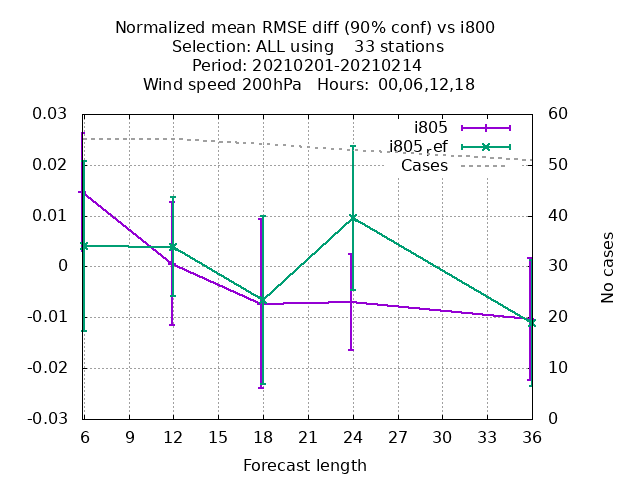 Normalized mean RMSE diff (90% conf) vs i800
Selection: ALL using    33 stations
Period: 20210201-20210214
Wind speed 200hPa   Hours:  00,06,12,18
i805
i805_ef
Cases
0.03
0.02
0.01
0
-0.01
-0.02
-0.03
60
50
40
30
20
10
0
No cases
6 9 12 15 18 21 24 27 30 33 36
Forecast length